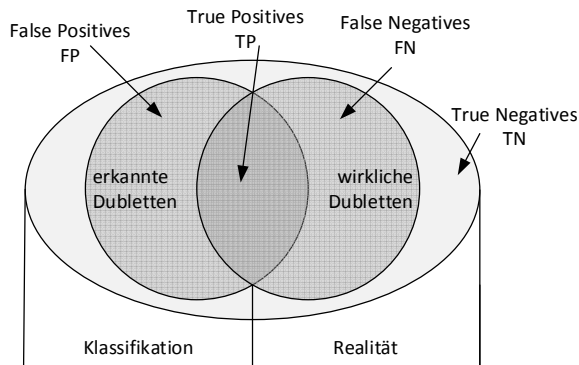 False Positives
FP
True Positives
TP
False Negatives
FN
True Negatives
TN
erkannte
Dubletten
wirkliche
Dubletten
Klassifikation
Realität